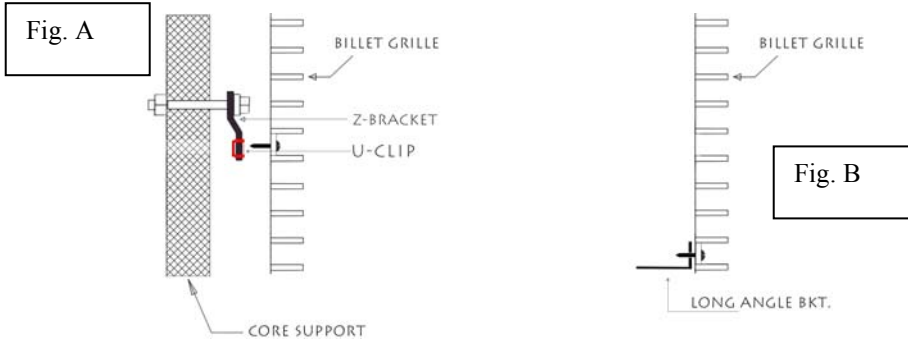 Fig. A
BILLET GRILLE
Z-BRACKET
U-CLIP
CORE SUPPORT
BILLET GRILLE
Fig. B
LONG ANGLE BKT.